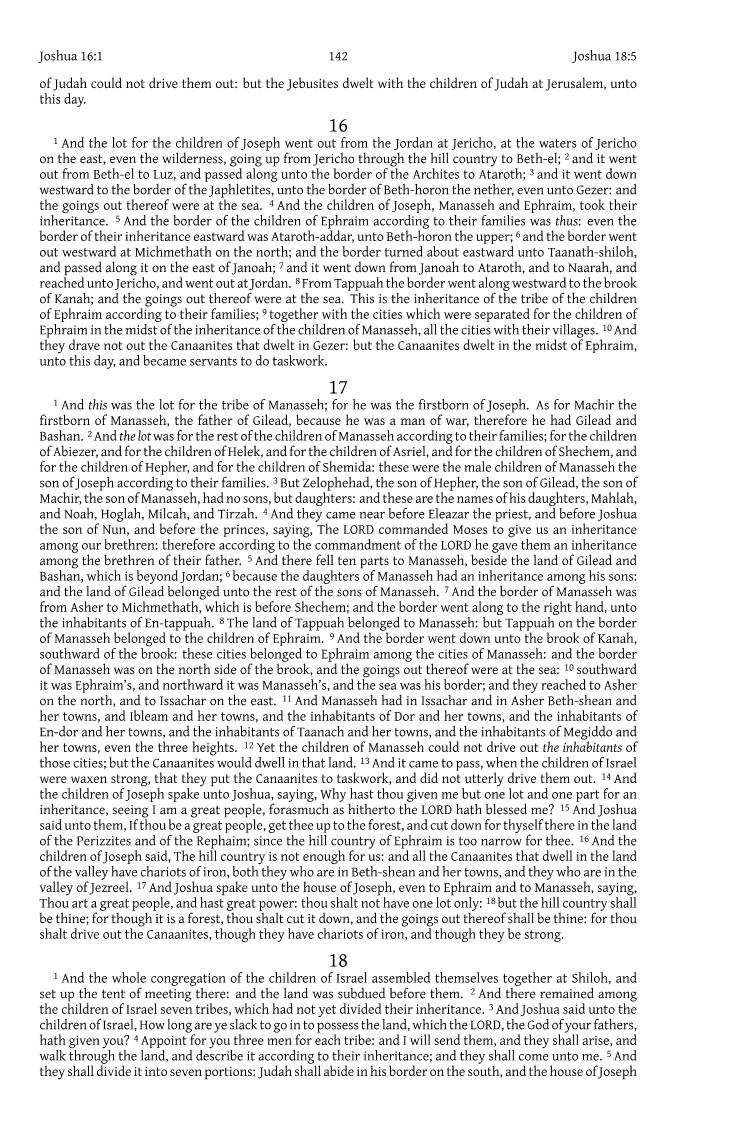 Joshua 16:1 142 Joshua 18:5
of Judah could not drive them out: but the Jebusites dwelt with the children of Judah at Jerusalem, unto
this day.
16
1 And the lot for the children of Joseph went out from the Jordan at Jericho, at the waters of Jericho
on the east, even the wilderness, going up from Jericho through the hill country to Beth-el; 2 and it went
out from Beth-el to Luz, and passed along unto the border of the Archites to Ataroth; 3 and it went down
westward to the border of the Japhletites, unto the border of Beth-horon the nether, even unto Gezer: and
the goings out thereof were at the sea. 4 And the children of Joseph, Manasseh and Ephraim, took their
inheritance. 5 And the border of the children of Ephraim according to their families was thus: even the
border of their inheritance eastward was Ataroth-addar, unto Beth-horon the upper; 6 and the border went
out westward at Michmethath on the north; and the border turned about eastward unto Taanath-shiloh,
and passed along it on the east of Janoah; 7 and it went down from Janoah to Ataroth, and to Naarah, and
reached unto Jericho, and went out at Jordan. 8 From Tappuah the border went along westward to the brook
of Kanah; and the goings out thereof were at the sea. This is the inheritance of the tribe of the children
of Ephraim according to their families; 9 together with the cities which were separated for the children of
Ephraim in the midst of the inheritance of the children of Manasseh, all the cities with their villages. 10 And
they drave not out the Canaanites that dwelt in Gezer: but the Canaanites dwelt in the midst of Ephraim,
unto this day, and became servants to do taskwork.
17
1 And this was the lot for the tribe of Manasseh; for he was the firstborn of Joseph. As for Machir the
firstborn of Manasseh, the father of Gilead, because he was a man of war, therefore he had Gilead and
Bashan. 2 And the lot was for the rest of the children of Manasseh according to their families; for the children
of Abiezer, and for the children of Helek, and for the children of Asriel, and for the children of Shechem, and
for the children of Hepher, and for the children of Shemida: these were the male children of Manasseh the
son of Joseph according to their families. 3 But Zelophehad, the son of Hepher, the son of Gilead, the son of
Machir, the son of Manasseh, had no sons, but daughters: and these are the names of his daughters, Mahlah,
and Noah, Hoglah, Milcah, and Tirzah. 4 And they came near before Eleazar the priest, and before Joshua
the son of Nun, and before the princes, saying, The LORD commanded Moses to give us an inheritance
among our brethren: therefore according to the commandment of the LORD he gave them an inheritance
among the brethren of their father. 5 And there fell ten parts to Manasseh, beside the land of Gilead and
Bashan, which is beyond Jordan; 6 because the daughters of Manasseh had an inheritance among his sons:
and the land of Gilead belonged unto the rest of the sons of Manasseh. 7 And the border of Manasseh was
from Asher to Michmethath, which is before Shechem; and the border went along to the right hand, unto
the inhabitants of En-tappuah. 8 The land of Tappuah belonged to Manasseh: but Tappuah on the border
of Manasseh belonged to the children of Ephraim. 9 And the border went down unto the brook of Kanah,
southward of the brook: these cities belonged to Ephraim among the cities of Manasseh: and the border
of Manasseh was on the north side of the brook, and the goings out thereof were at the sea: 10 southward
it was Ephraim's, and northward it was Manasseh's, and the sea was his border; and they reached to Asher
on the north, and to Issachar on the east. 11 And Manasseh had in Issachar and in Asher Beth-shean and
her towns, and Ibleam and her towns, and the inhabitants of Dor and her towns, and the inhabitants of
En-dor and her towns, and the inhabitants of Taanach and her towns, and the inhabitants of Megiddo and
her towns, even the three heights. 12 Yet the children of Manasseh could not drive out the inhabitants of
those cities; but the Canaanites would dwell in that land. 13 And it came to pass, when the children of Israel
were waxen strong, that they put the Canaanites to taskwork, and did not utterly drive them out. 14 And
the children of Joseph spake unto Joshua, saying, Why hast thou given me but one lot and one part for an
inheritance, seeing I am a great people, forasmuch as hitherto the LORD hath blessed me? 15 And Joshua
said unto them, If thou be a great people, get thee up to the forest, and cut down for thyself there in the land
of the Perizzites and of the Rephaim; since the hill country of Ephraim is too narrow for thee. 16 And the
children of Joseph said, The hill country is not enough for us: and all the Canaanites that dwell in the land
of the valley have chariots of iron, both they who are in Beth-shean and her towns, and they who are in the
valley of Jezreel. 17 And Joshua spake unto the house of Joseph, even to Ephraim and to Manasseh, saying,
Thou art a great people, and hast great power: thou shalt not have one lot only: 18 but the hill country shall
be thine; for though it is a forest, thou shalt cut it down, and the goings out thereof shall be thine: for thou
shalt drive out the Canaanites, though they have chariots of iron, and though they be strong.
18
1 And the whole congregation of the children of Israel assembled themselves together at Shiloh, and
set up the tent of meeting there: and the land was subdued before them. 2 And there remained among
the children of Israel seven tribes, which had not yet divided their inheritance. 3 And Joshua said unto the
children of Israel, How long are ye slack to go in to possess the land, which the LORD, the God of your fathers,
hath given you? 4 Appoint for you three men for each tribe: and I will send them, and they shall arise, and
walk through the land, and describe it according to their inheritance; and they shall come unto me. 5 And
they shall divide it into seven portions: Judah shall abide in his border on the south, and the house of Joseph